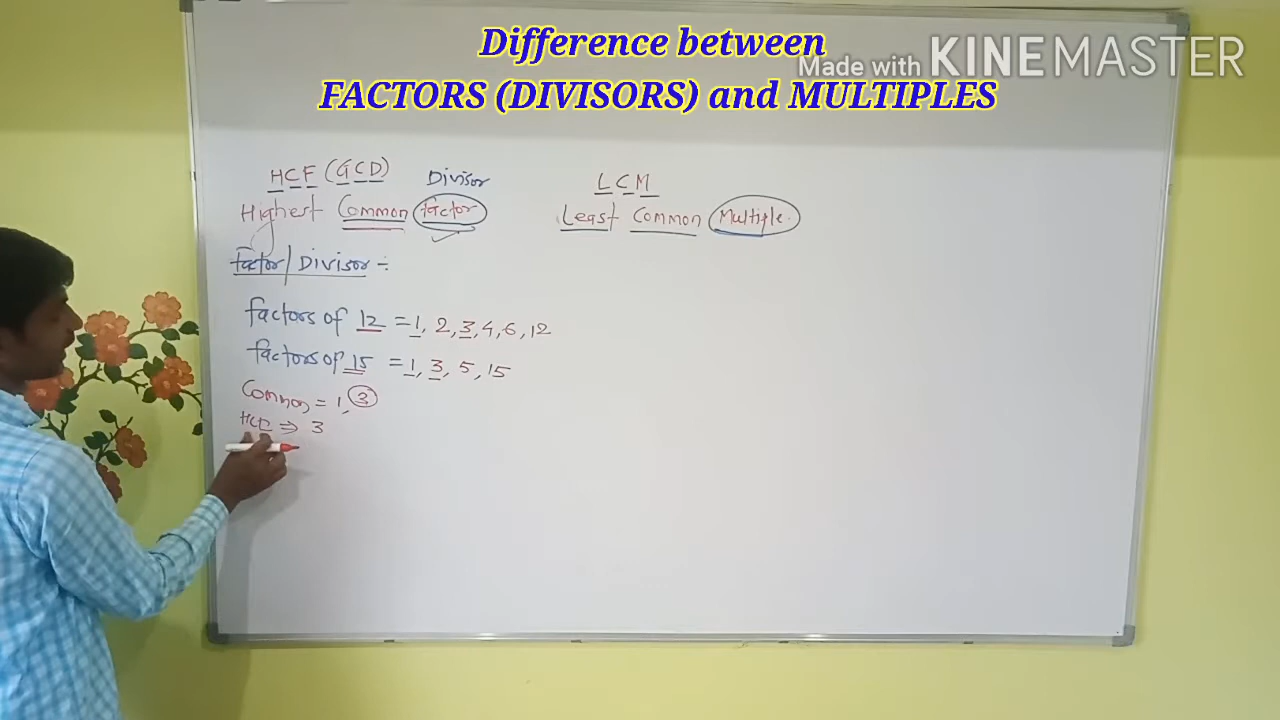 Difference between
Made with KINEMASTER
FACTORS (DIVISORS) and MULTIPLES
HCF (GCD)
Divisor
LCM
Highest Common factor
Least Common Multiple.
factor / Divisor :-
factors of 12 = 1, 2, 3, 4, 6, 12
factors of 15 = 1, 3, 5, 15
Common = 1, 3
HCF ⇒ 3